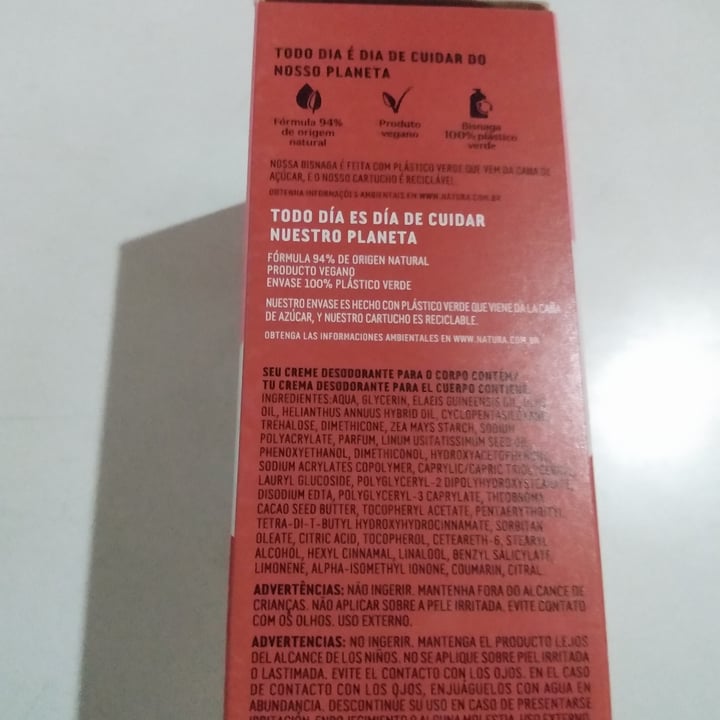 TODO DIA É DIA DE CUIDAR DO
NOSSO PLANETA
Fórmula 94%
de origem
natural
Produto
vegano
Bisnaga
100% plástico
verde
NOSSA BISNAGA É FEITA COM PLÁSTICO VERDE QUE VEM DA CANA DE
AÇÚCAR, E O NOSSO CARTUCHO É RECICLÁVEL.
OBTENHA INFORMAÇÕES AMBIENTAIS EM WWW.NATURA.COM.BR
TODO DÍA ES DÍA DE CUIDAR
NUESTRO PLANETA
FÓRMULA 94% DE ORIGEN NATURAL
PRODUCTO VEGANO
ENVASE 100% PLÁSTICO VERDE
NUESTRO ENVASE ES HECHO CON PLÁSTICO VERDE QUE VIENE DA LA CAÑA
DE AZÚCAR, Y NUESTRO CARTUCHO ES RECICLABLE.
OBTENGA LAS INFORMACIONES AMBIENTALES EN WWW.NATURA.COM.BR
SEU CREME DESODORANTE PARA O CORPO CONTÉM/
TU CREMA DESODORANTE PARA EL CUERPO CONTIENE
INGREDIENTES:AQUA, GLYCERIN, ELAEIS GUINEENSIS OIL,
OIL, HELIANTHUS ANNUUS HYBRID OIL, CYCLOPENTASILOXANE,
TREHALOSE, DIMETHICONE, ZEA MAYS STARCH, SODIUM
POLYACRYLATE, PARFUM, LINUM USITATISSIMUM SEED OIL,
PHENOXYETHANOL, DIMETHICONOL, HYDROXYACETOPHENONE,
SODIUM ACRYLATES COPOLYMER, CAPRYLIC/CAPRIC TRIGLYCERIDE,
LAURYL GLUCOSIDE, POLYGLYCERYL-2 DIPOLYHYDROXYSTEARATE,
DISODIUM EDTA, POLYGLYCERYL-3 CAPRYLATE, THEOBROMA
CACAO SEED BUTTER, TOCOPHERYL ACETATE, PENTAERYTHRITYL
TETRA-DI-T-BUTYL HYDROXYHYDROCINNAMATE, SORBITAN
OLEATE, CITRIC ACID, TOCOPHEROL, CETEARETH-6, STEARYL
ALCOHOL, HEXYL CINNAMAL, LINALOOL, BENZYL SALICYLATE,
LIMONENE, ALPHA-ISOMETHYL IONONE, COUMARIN, CITRAL.
ADVERTÊNCIAS: NÃO INGERIR. MANTENHA FORA DO ALCANCE DE
CRIANÇAS. NÃO APLICAR SOBRE A PELE IRRITADA. EVITE CONTATO
COM OS OLHOS. USO EXTERNO.
ADVERTENCIAS: NO INGERIR. MANTENGA EL PRODUCTO LEJOS
DEL ALCANCE DE LOS NIÑOS. NO SE APLIQUE SOBRE PIEL IRRITADA
O LASTIMADA. EVITE EL CONTACTO CON LOS OJOS. EN EL CASO
DE CONTACTO CON LOS OJOS, ENJUÁGUELOS CON AGUA EN
ABUNDANCIA. DESCONTINUE SU USO EN CASO DE PRESENTARSE